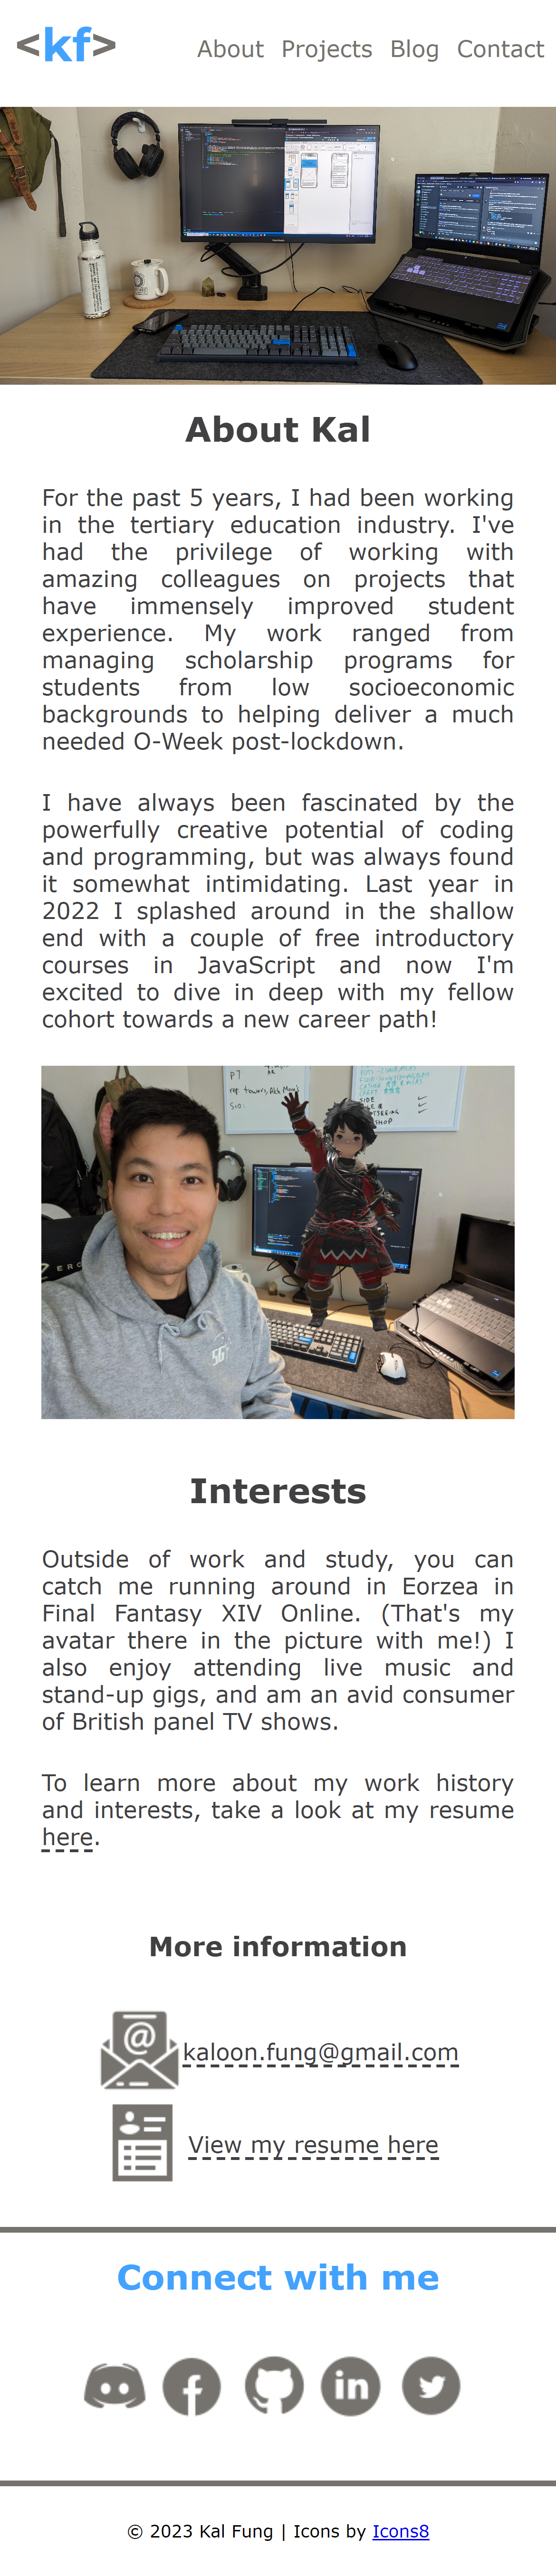 <kf>
About Projects Blog Contact
About Kal
For the past 5 years, I had been working
in the tertiary education industry. I've
had the privilege of working with
amazing colleagues on projects that
have immensely improved student
experience. My work ranged from
managing scholarship programs for
students from low socioeconomic
backgrounds to helping deliver a much
needed O-Week post-lockdown.
I have always been fascinated by the
powerfully creative potential of coding
and programming, but was always found
it somewhat intimidating. Last year in
2022 I splashed around in the shallow
end with a couple of free introductory
courses in JavaScript and now I'm
excited to dive in deep with my fellow
cohort towards a new career path!
Interests
Outside of work and study, you can
catch me running around in Eorzea in
Final Fantasy XIV Online. (That's my
avatar there in the picture with me!) I
also enjoy attending live music and
stand-up gigs, and am an avid consumer
of British panel TV shows.
To learn more about my work history
and interests, take a look at my resume
here.
More information
kaloon.fung@gmail.com
View my resume here
Connect with me
in
© 2023 Kal Fung | Icons by Icons8